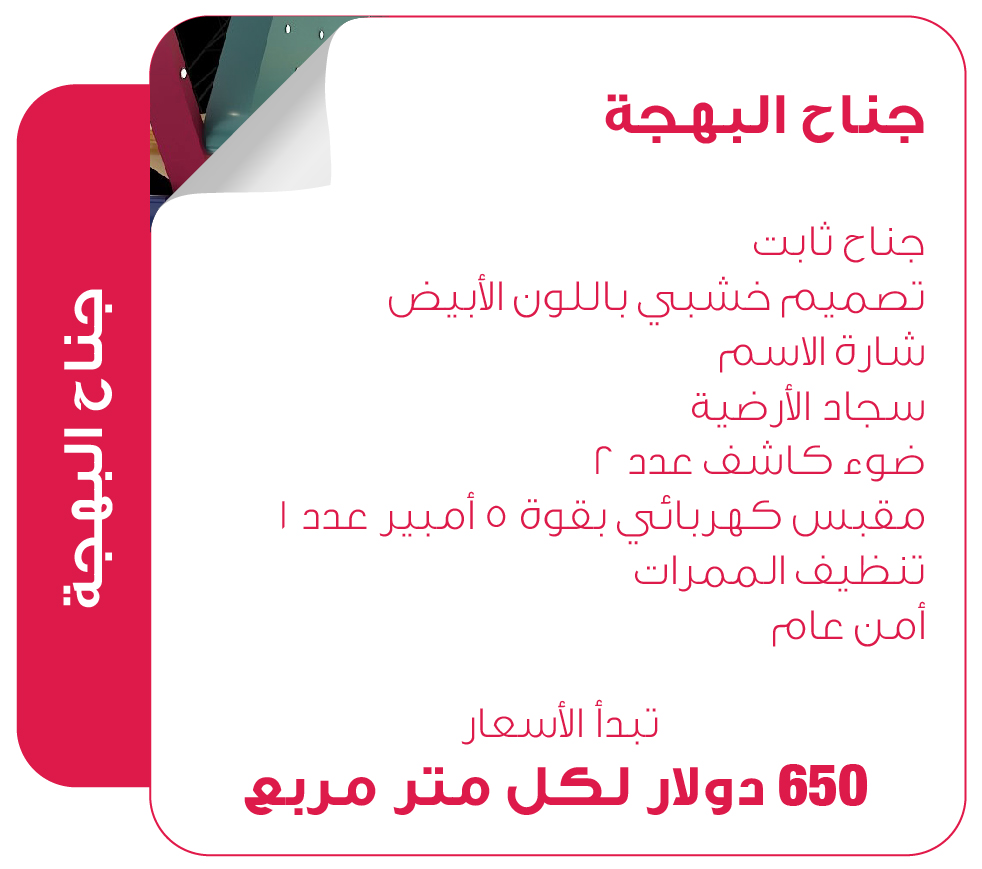 جناح البهجة
جناح ثابت
تصميم خشبي باللون الأبيض
شارة الاسم
سجاد الأرضية
ضوء كاشف عدد ٢
مقبس كهربائي بقوة ٥ أمبير عدد ١
تنظيف الممرات
أمن عام
تبدأ الأسعار
650 دولار لكل متر مربع
جناح البهجة